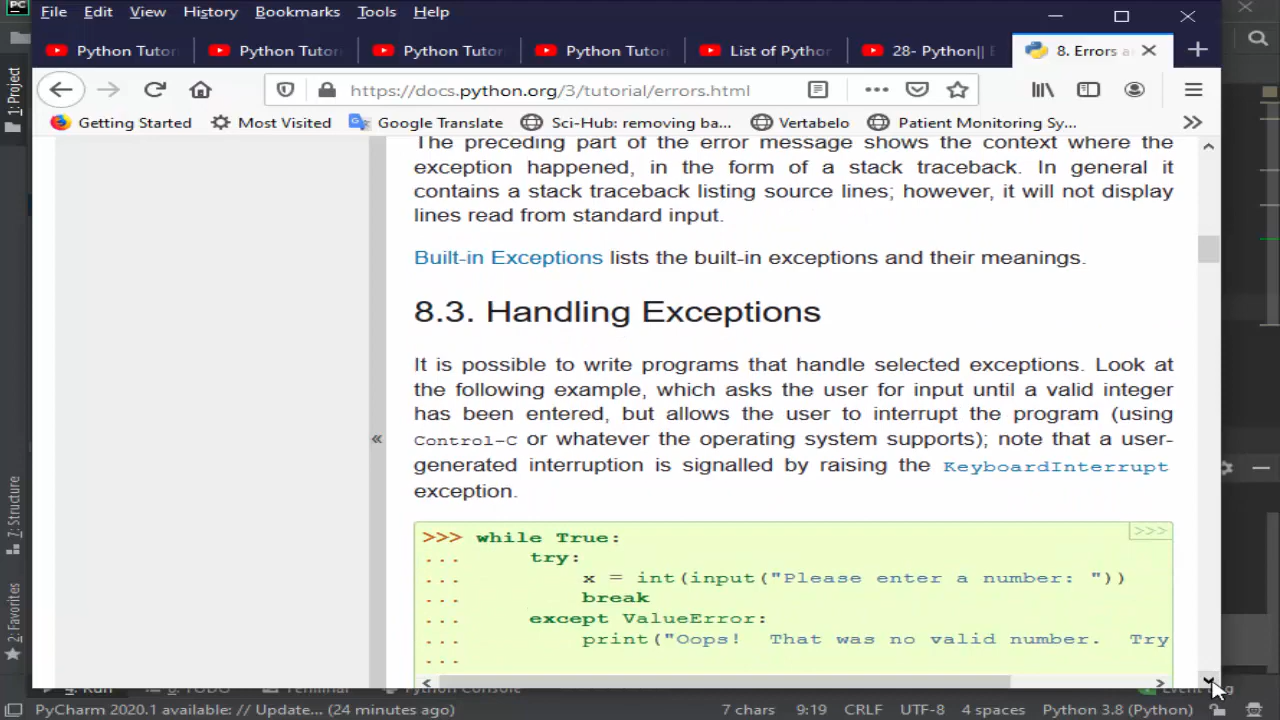 PC
File Edit View History Bookmarks Tools Help
Python Tutor
Python Tutor
Python Tutor
Python Tutor
List of Python
28- Python|| E
8. Errors a
https://docs.python.org/3/tutorial/errors.html
Getting Started
Most Visited
Google Translate
Sci-Hub: removing ba...
Vertabelo
Patient Monitoring Sy...
1: Project
The preceding part of the error message shows the context where the
exception happened, in the form of a stack traceback. In general it
contains a stack traceback listing source lines; however, it will not display
lines read from standard input.
Built-in Exceptions lists the built-in exceptions and their meanings.
8.3. Handling Exceptions
It is possible to write programs that handle selected exceptions. Look at
the following example, which asks the user for input until a valid integer
has been entered, but allows the user to interrupt the program (using
Control-C or whatever the operating system supports); note that a user-
generated interruption is signalled by raising the KeyboardInterrupt
exception.
>>>
>>> while True:
... try:
... x = int(input("Please enter a number: "))
... break
... except ValueError:
... print("Oops!  That was no valid number.  Try
...
7: Structure
2: Favorites
4: Run
6: TODO
Terminal
Python Console
PyCharm 2020.1 available: // Update... (24 minutes ago)
7 chars
9:19
CRLF
UTF-8
4 spaces
Python 3.8 (Python)